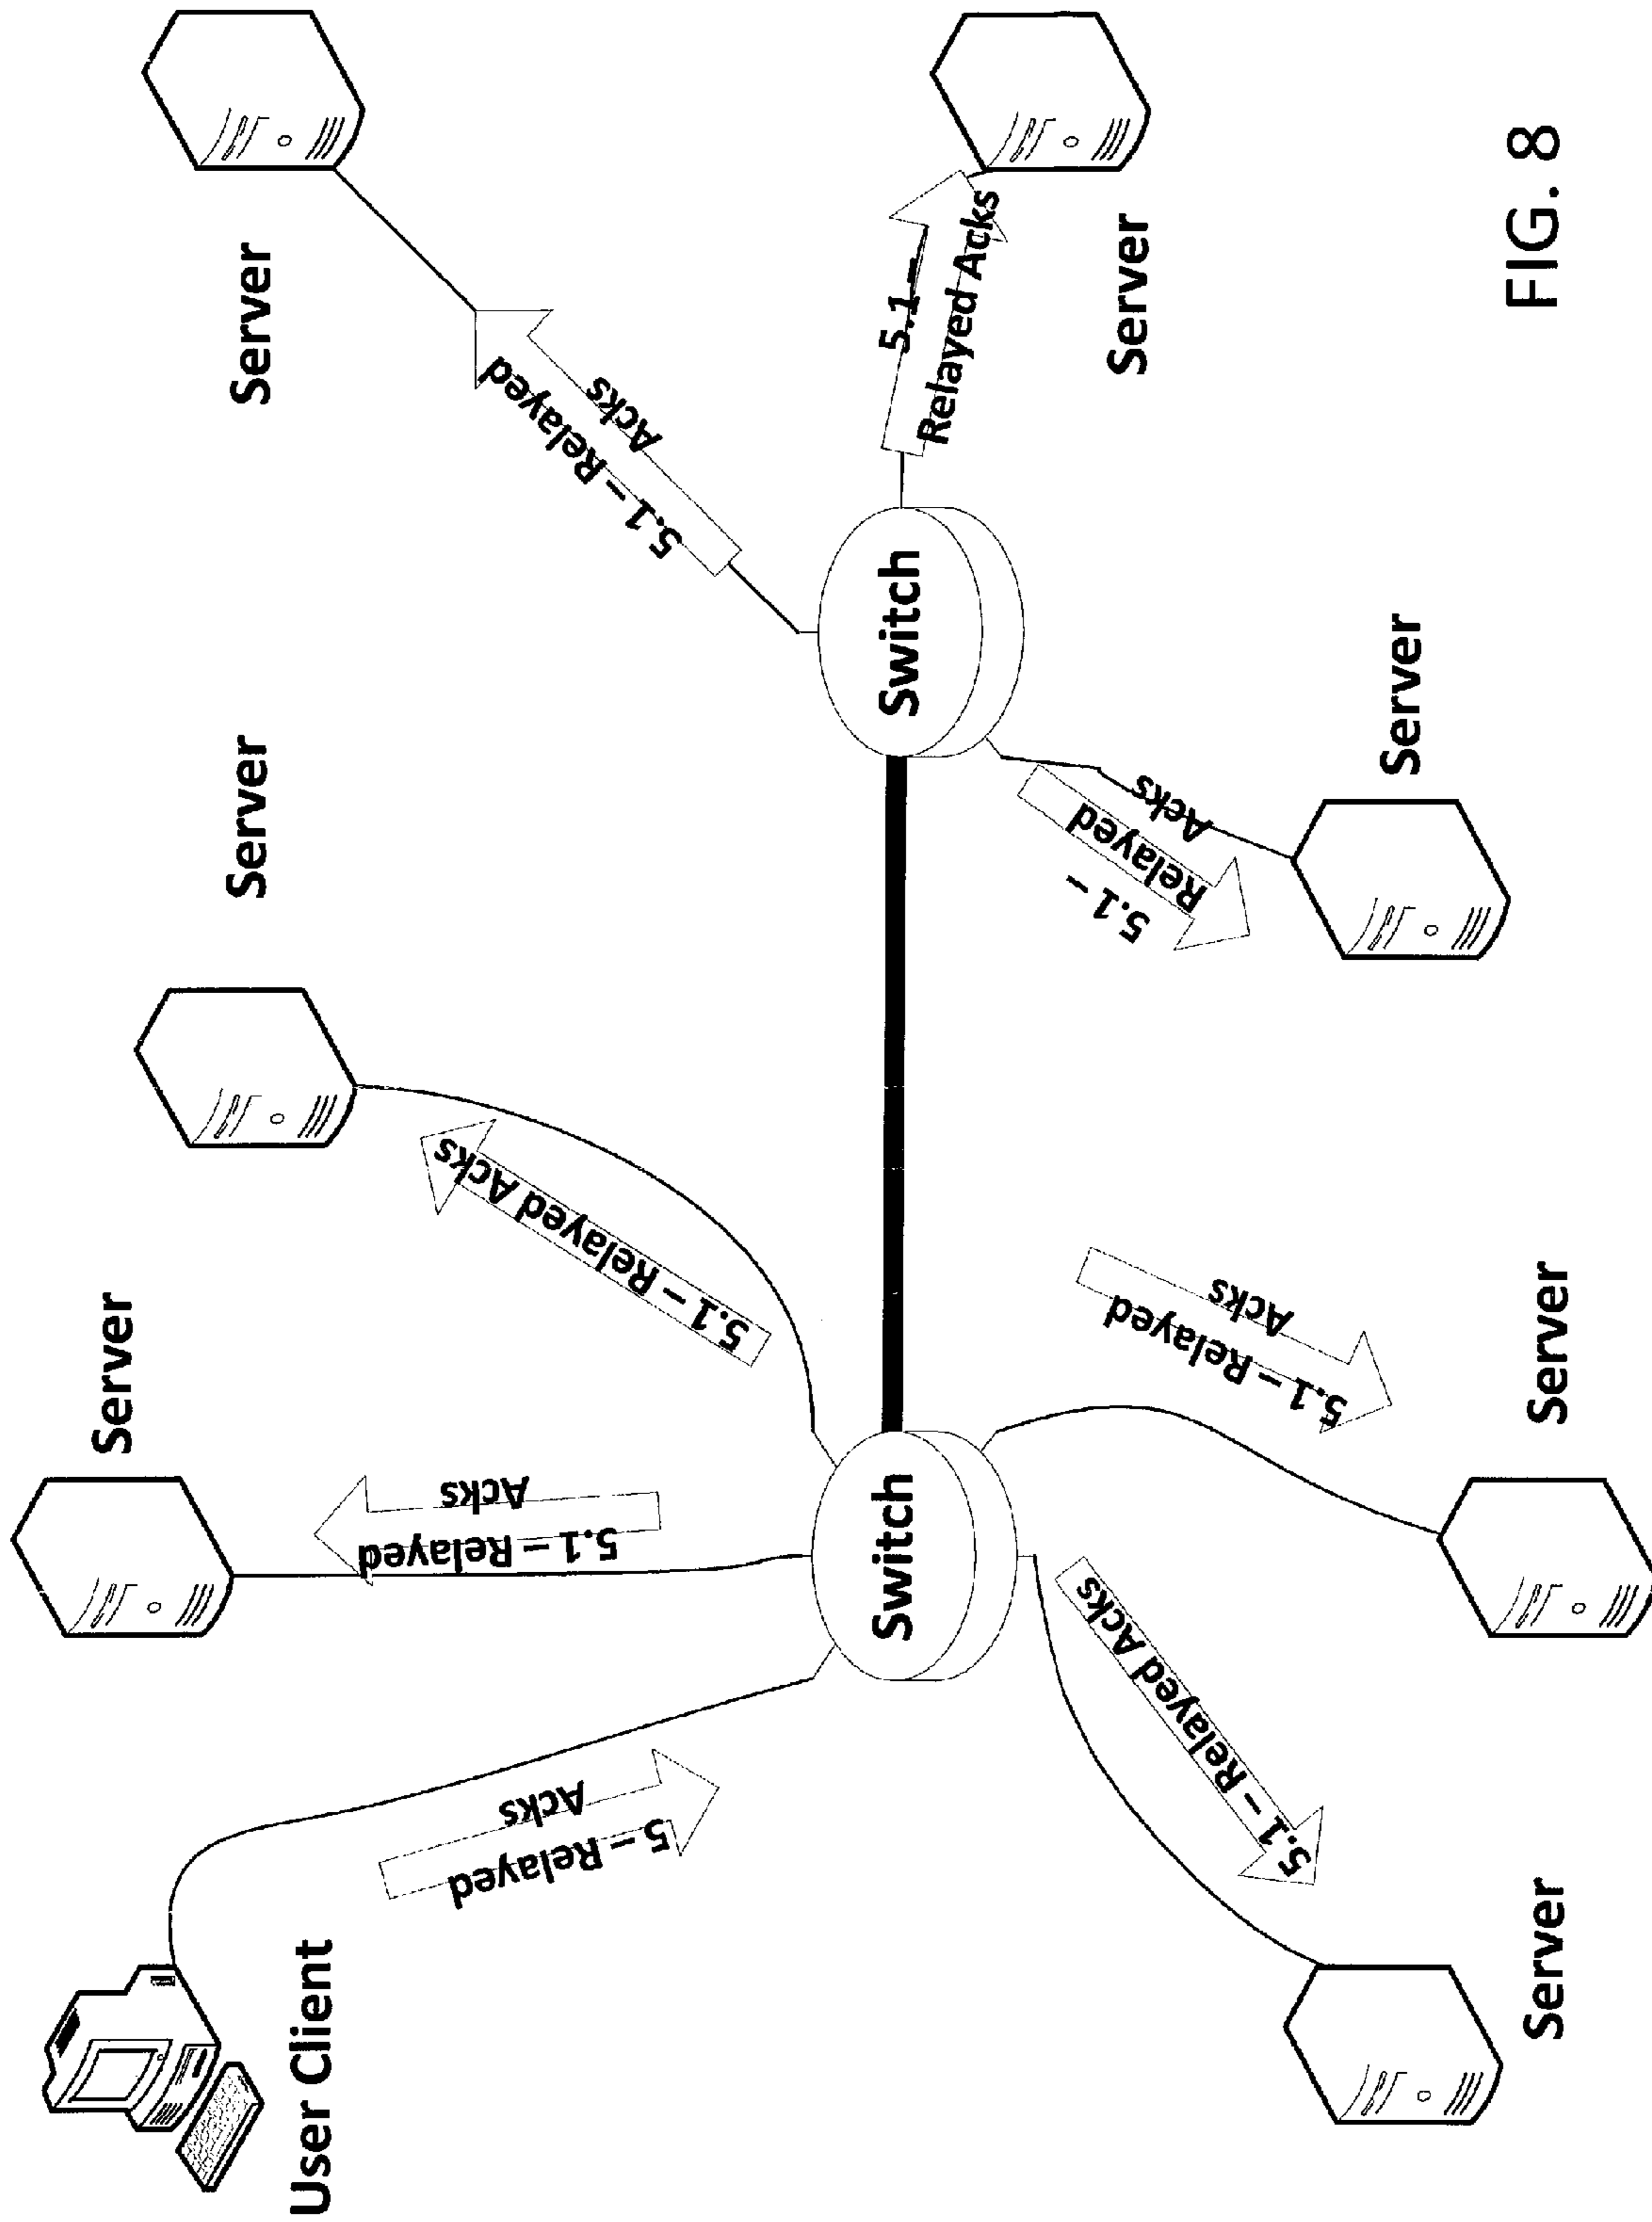 Server
Server
Server
User Client
5.1 – Relayed
Acks
5 – Relayed
Acks
5.1 – Relayed Acks
5.1 – Relayed
Acks
Switch
Switch
5.1 –
Relayed Acks
Server
5.1 – Relayed Acks
5.1 – Relayed
Acks
5.1 –
Relayed
Acks
Server
Server
Server
FIG. 8